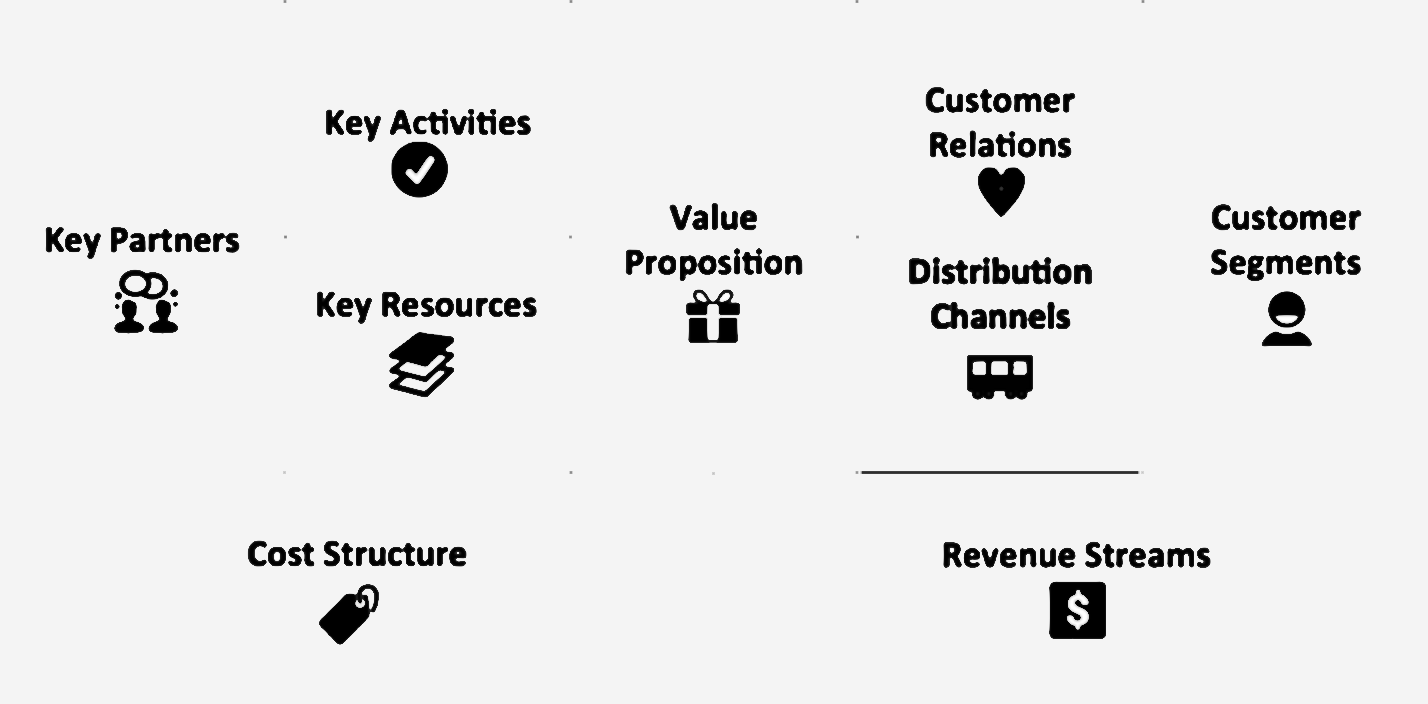 Key Partners
Key Activities
Key Resources
Value
Proposition
Customer
Relations
Distribution
Channels
Customer
Segments
Cost Structure
Revenue Streams
$